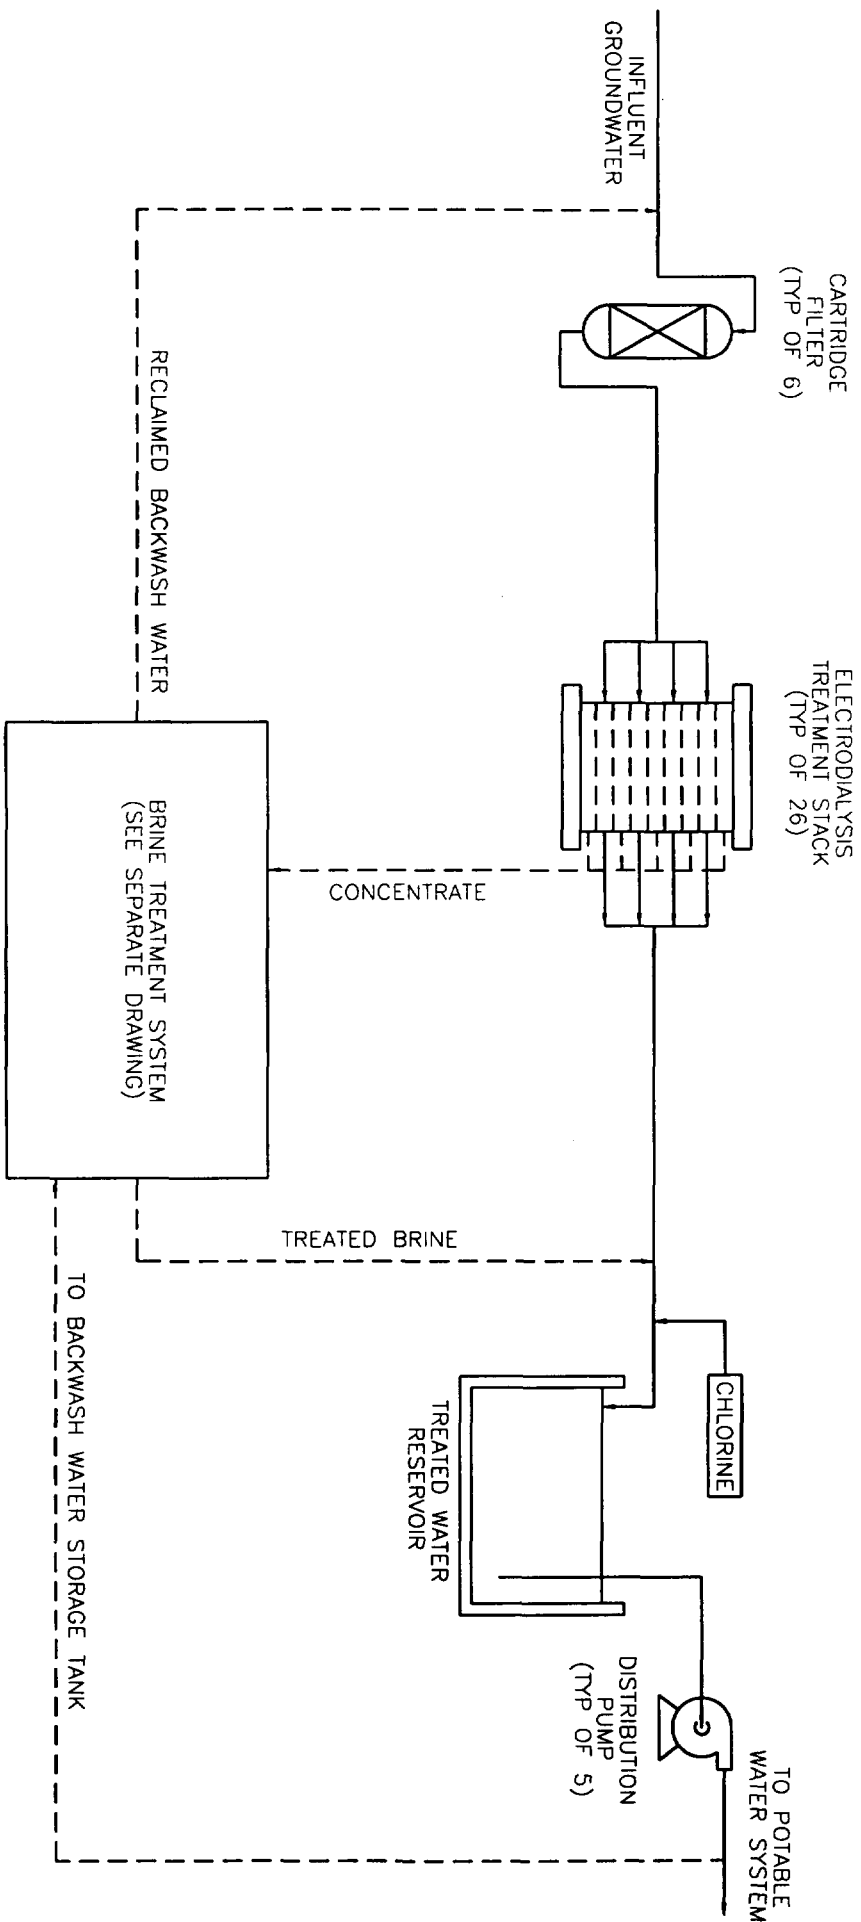 INFLUENT
GROUNDWATER
CARTRIDGE
FILTER
(TYP OF 6)
ELECTRODIALYSIS
TREATMENT STACK
(TYP OF 26)
CHLORINE
TO POTABLE
WATER SYSTEM
DISTRIBUTION
PUMP
(TYP OF 5)
TREATED WATER
RESERVOIR
CONCENTRATE
TREATED BRINE
RECLAIMED BACKWASH WATER
BRINE TREATMENT SYSTEM
(SEE SEPARATE DRAWING)
TO BACKWASH WATER STORAGE TANK